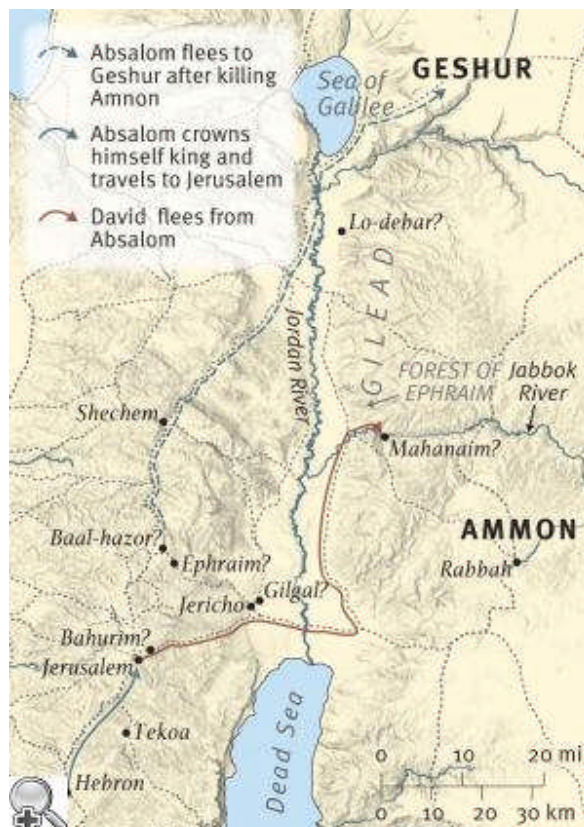 Absalom flees to
Geshur after killing
Amnon
Absalom crowns
himself king and
travels to Jerusalem
David flees from
Absalom
Sea of
Galilee
GESHUR
Lo-debar?
GILEAD
Jordan River
FOREST OF
EPHRAIM
Jabbok
River
Shechem
Mahanaim?
AMMON
Baal-hazor?
Ephraim?
Rabbah
Gilgal?
Jericho
Bahurim?
Jerusalem
Tekoa
Dead Sea
Hebron
0 10 20 mi
0 10 20 30 km